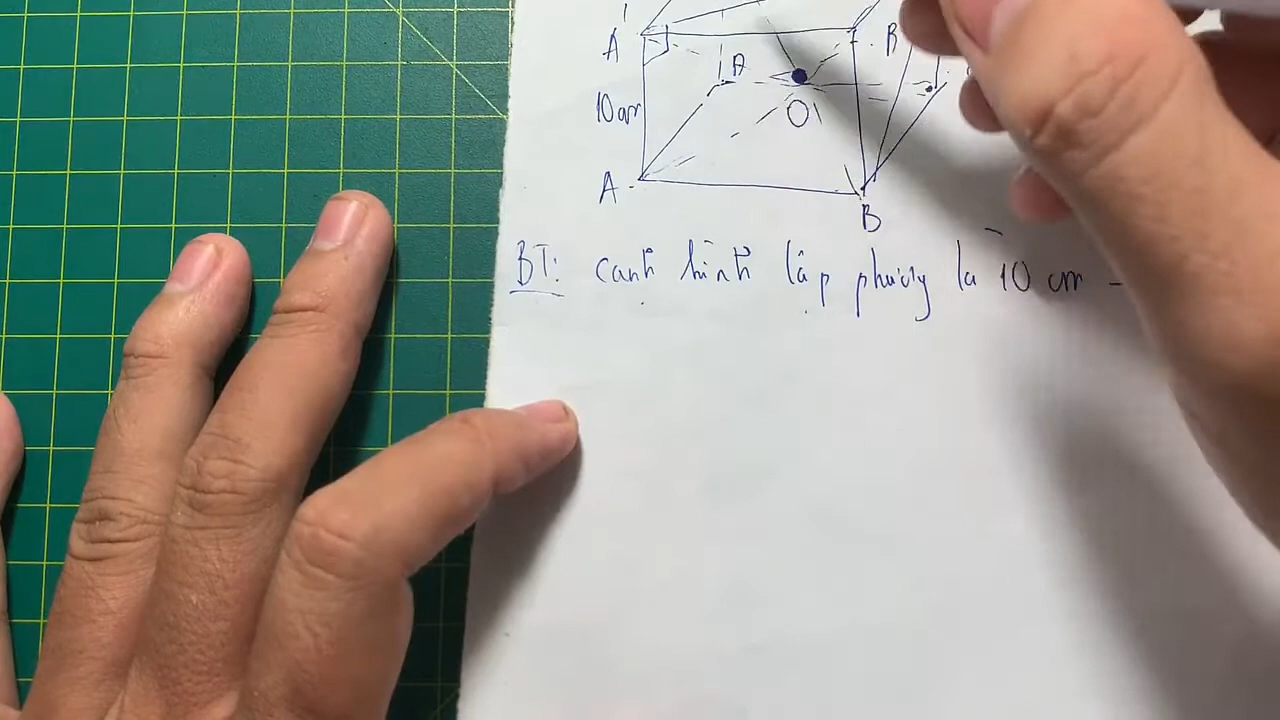 A' B'
10cm A O
A B
BT: cạnh hình lập phương là 10 cm -